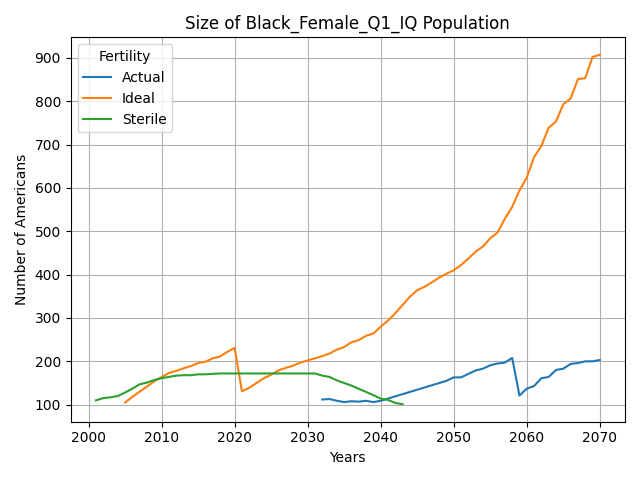 Size of Black_Female_Q1_IQ Population
Number of Americans
900
800
700
600
500
400
300
200
100
Fertility
Actual
Ideal
Sterile
2000 2010 2020 2030 2040 2050 2060 2070
Years